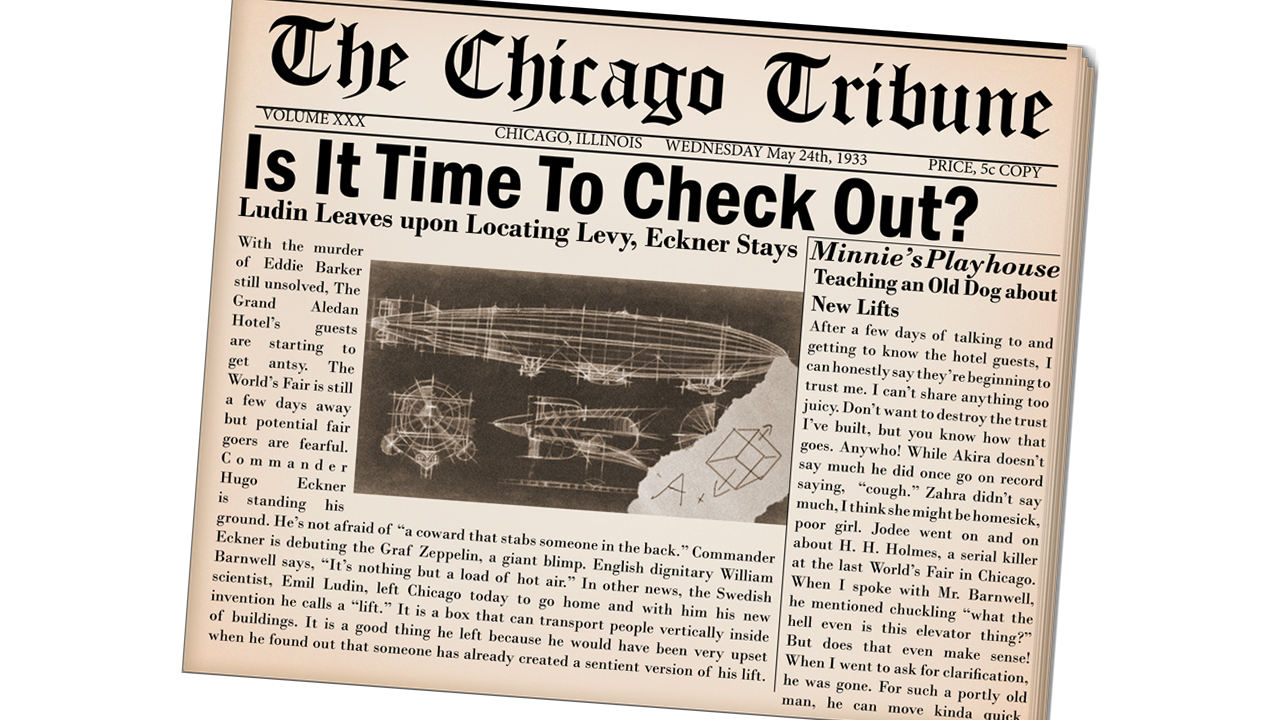 The Chicago Tribune
VOLUME XXX
CHICAGO, ILLINOIS WEDNESDAY May 24th, 1933
PRICE, 5c COPY
Is It Time To Check Out?
Ludin Leaves upon Locating Levy, Eckner Stays
With the murder
of Eddie Barker
still unsolved, The
Grand Aledan
Hotel's guests
are starting to
get antsy. The
World's Fair is still
a few days away
but potential fair
goers are fearful.
Commander
Hugo Eckner
is standing his
ground. He's not afraid of "a coward that stabs someone in the back." Commander
Eckner is debuting the Graf Zeppelin, a giant blimp. English dignitary William
Barnwell says, "It's nothing but a load of hot air." In other news, the Swedish
scientist, Emil Ludin, left Chicago today to go home and with him his new
invention he calls a "lift." It is a box that can transport people vertically inside
of buildings. It is a good thing he left because he would have been very upset
when he found out that someone has already created a sentient version of his lift.
A x
Minnie's Playhouse
Teaching an Old Dog about
New Lifts
After a few days of talking to and
getting to know the hotel guests, I
can honestly say they're beginning to
trust me. I can't share anything too
juicy. Don't want to destroy the trust
I've built, but you know how that
goes. Anywho! While Akira doesn't
say much he did once go on record
saying, "cough." Zahra didn't say
much, I think she might be homesick,
poor girl. Jodee went on and on
about H. H. Holmes, a serial killer
at the last World's Fair in Chicago.
When I spoke with Mr. Barnwell,
he mentioned chuckling "what the
hell even is this elevator thing?"
But does that even make sense!
When I went to ask for clarification,
he was gone. For such a portly old
man, he can move kinda quick